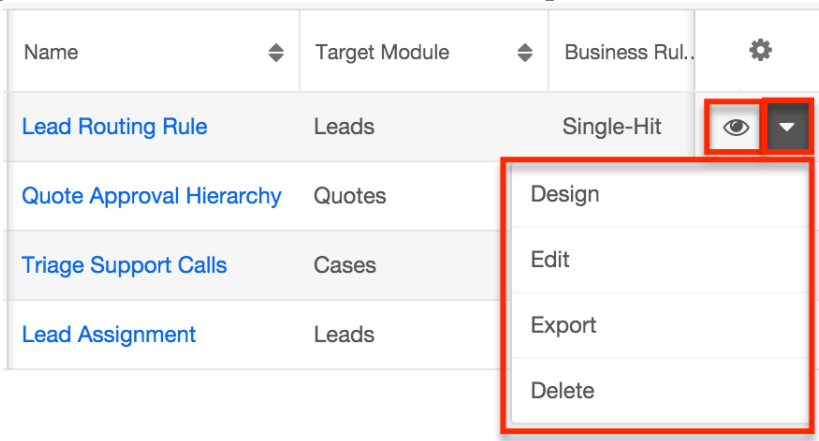 Name Target Module Business Rul..
Lead Routing Rule Leads Single-Hit
Quote Approval Hierarchy Quotes Design
Triage Support Calls Cases Edit
Lead Assignment Leads Export
Delete